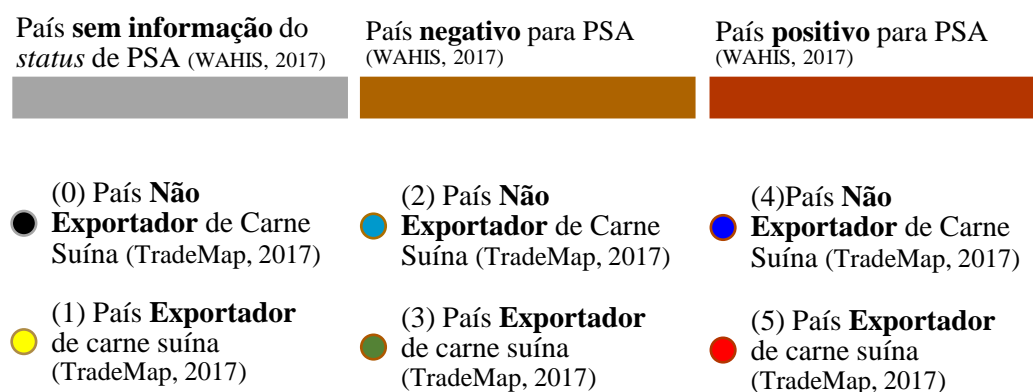 País sem informação do
status de PSA (WAHIS, 2017)
País negativo para PSA
(WAHIS, 2017)
País positivo para PSA
(WAHIS, 2017)
(0) País Não
Exportador de Carne
Suína (TradeMap, 2017)
(2) País Não
Exportador de Carne
Suína (TradeMap, 2017)
(4)País Não
Exportador de Carne
Suína (TradeMap, 2017)
(1) País Exportador
de carne suína
(TradeMap, 2017)
(3) País Exportador
de carne suína
(TradeMap, 2017)
(5) País Exportador
de carne suína
(TradeMap, 2017)